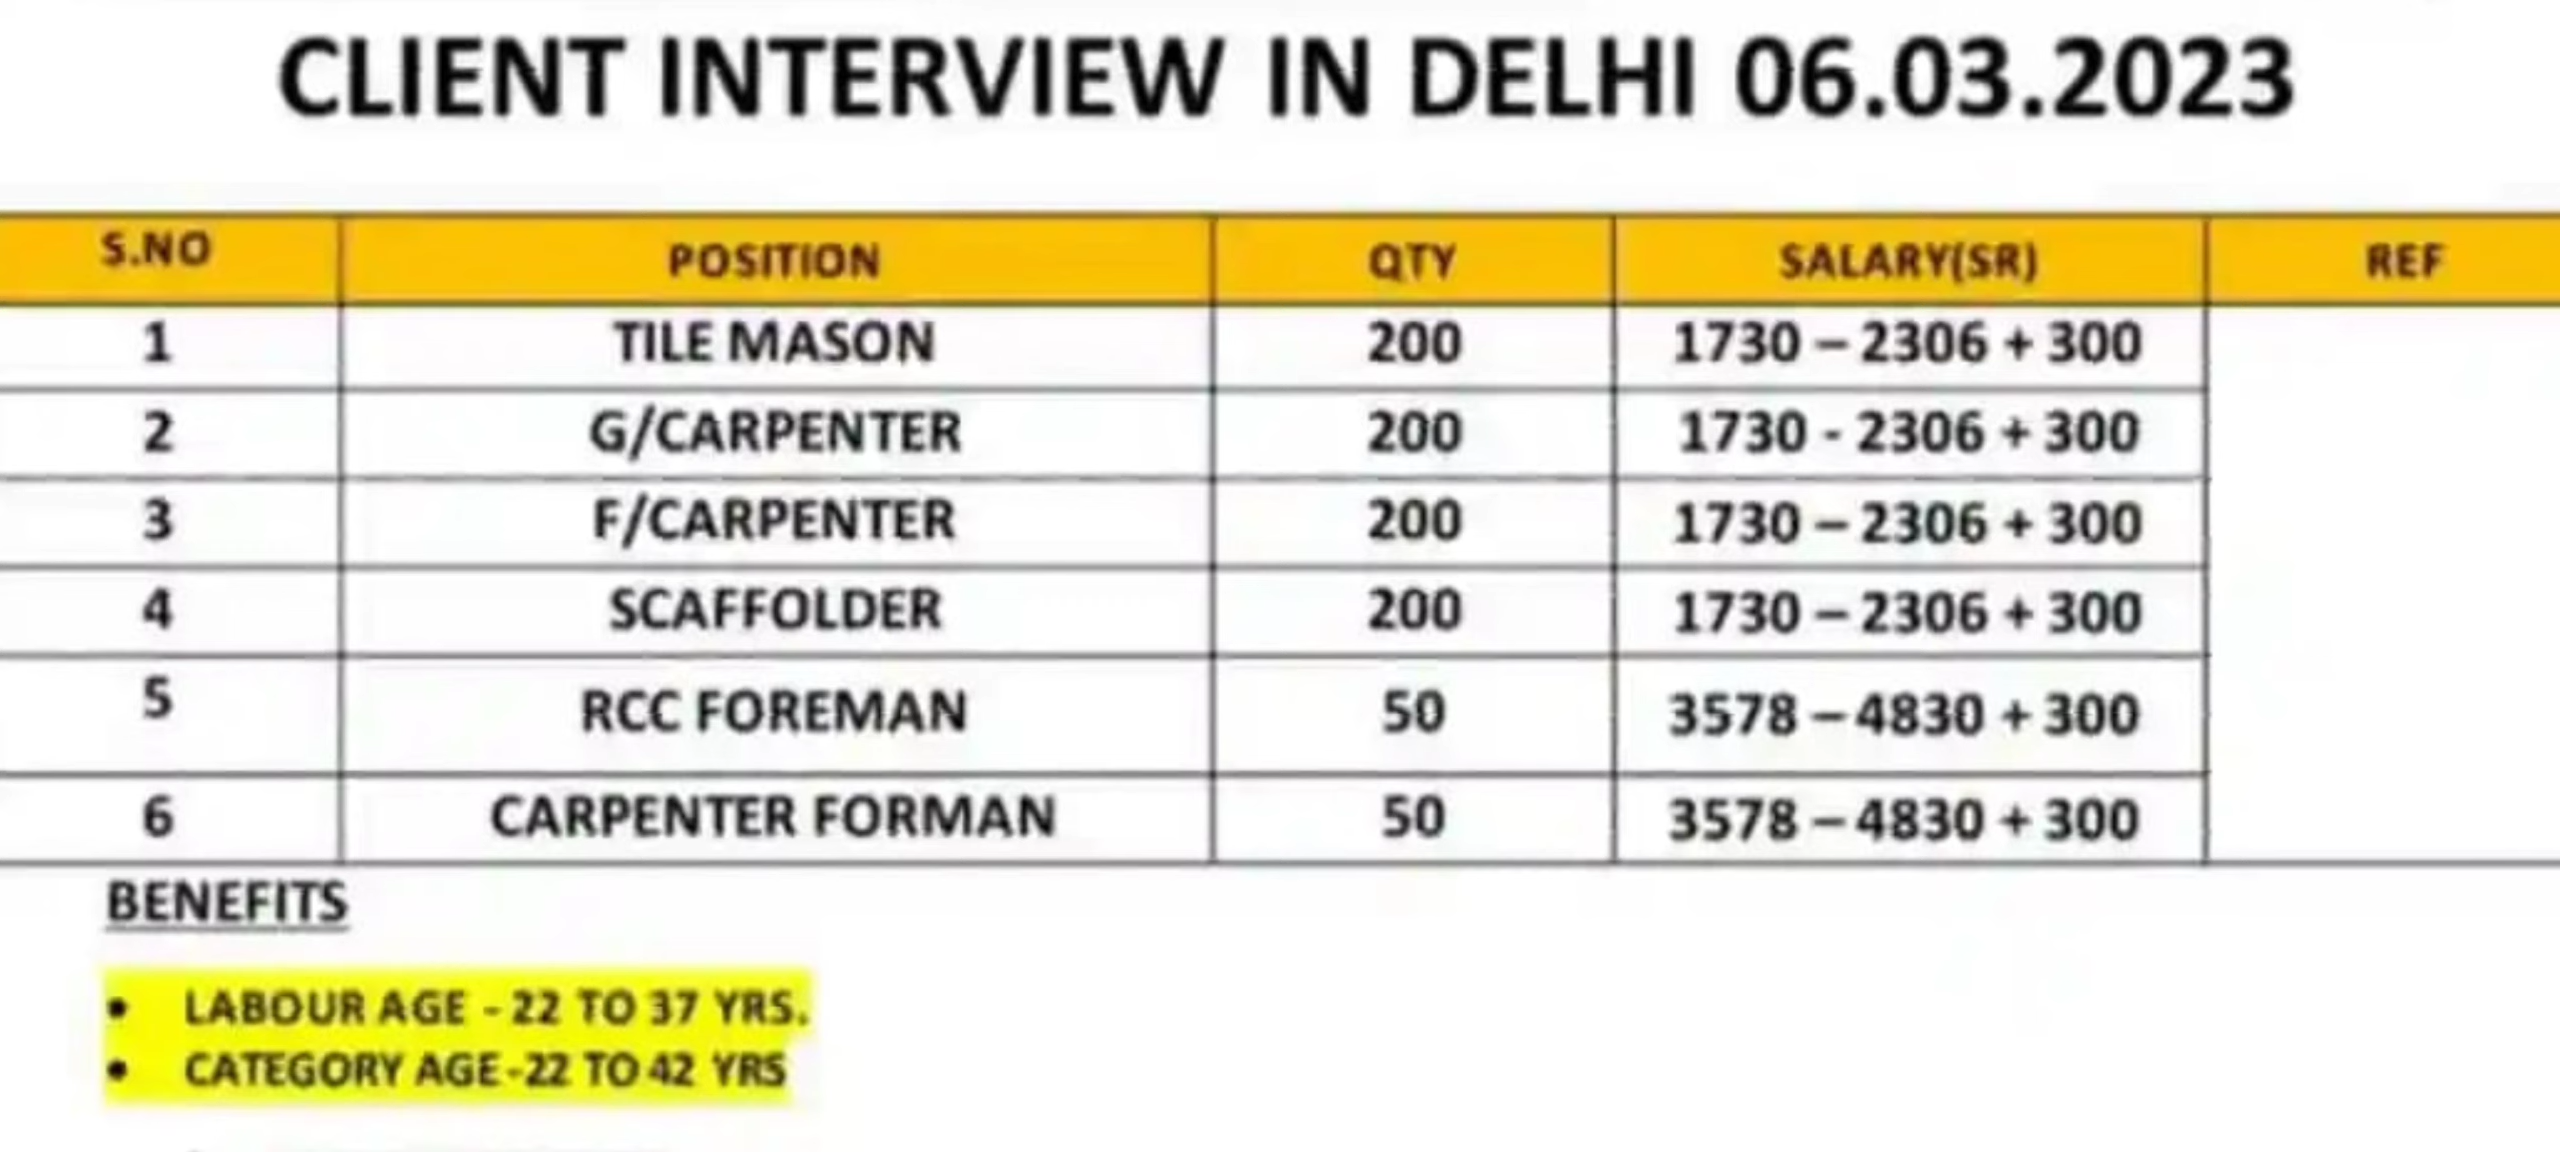 CLIENT INTERVIEW IN DELHI 06.03.2023
S.NO POSITION QTY SALARY(SR) REF
1 TILE MASON 200 1730 – 2306 + 300
2 G/CARPENTER 200 1730 - 2306 + 300
3 F/CARPENTER 200 1730 – 2306 + 300
4 SCAFFOLDER 200 1730 – 2306 + 300
5 RCC FOREMAN 50 3578 – 4830 + 300
6 CARPENTER FORMAN 50 3578 – 4830 + 300
BENEFITS
• LABOUR AGE - 22 TO 37 YRS.
• CATEGORY AGE -22 TO 42 YRS